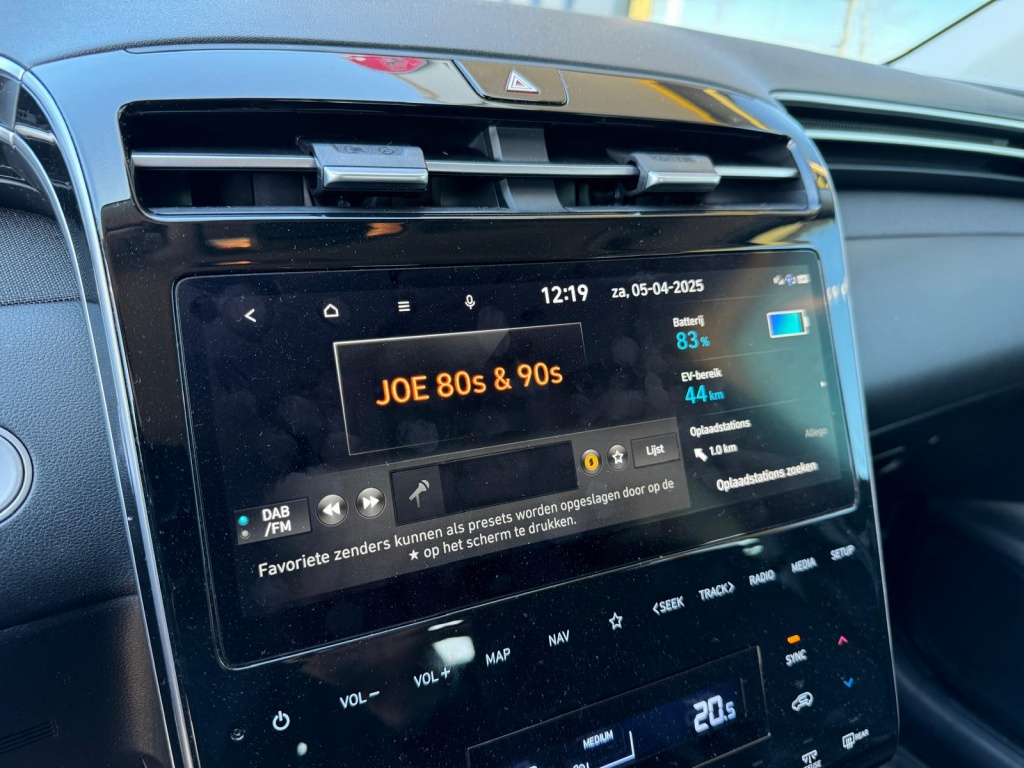 12:19 za, 05-04-2025
JOE 80s & 90s
Batterij
83 %
EV-bereik
44 km
Oplaadstations
Allego
1.0 km
Oplaadstations zoeken
Lijst
DAB
/FM
Favoriete zenders kunnen als presets worden opgeslagen door op de
★ op het scherm te drukken.
VOL − VOL + MAP NAV ☆ <SEEK TRACK> RADIO MEDIA SETUP
SYNC
20.5
MEDIUM
REAR